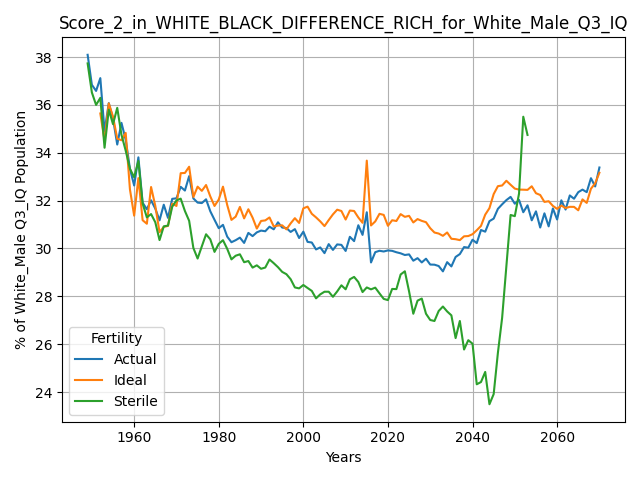 Score_2_in_WHITE_BLACK_DIFFERENCE_RICH_for_White_Male_Q3_IQ
% of White_Male Q3_IQ Population
38
36
34
32
30
28
26
24
Fertility
Actual
Ideal
Sterile
1960 1980 2000 2020 2040 2060
Years